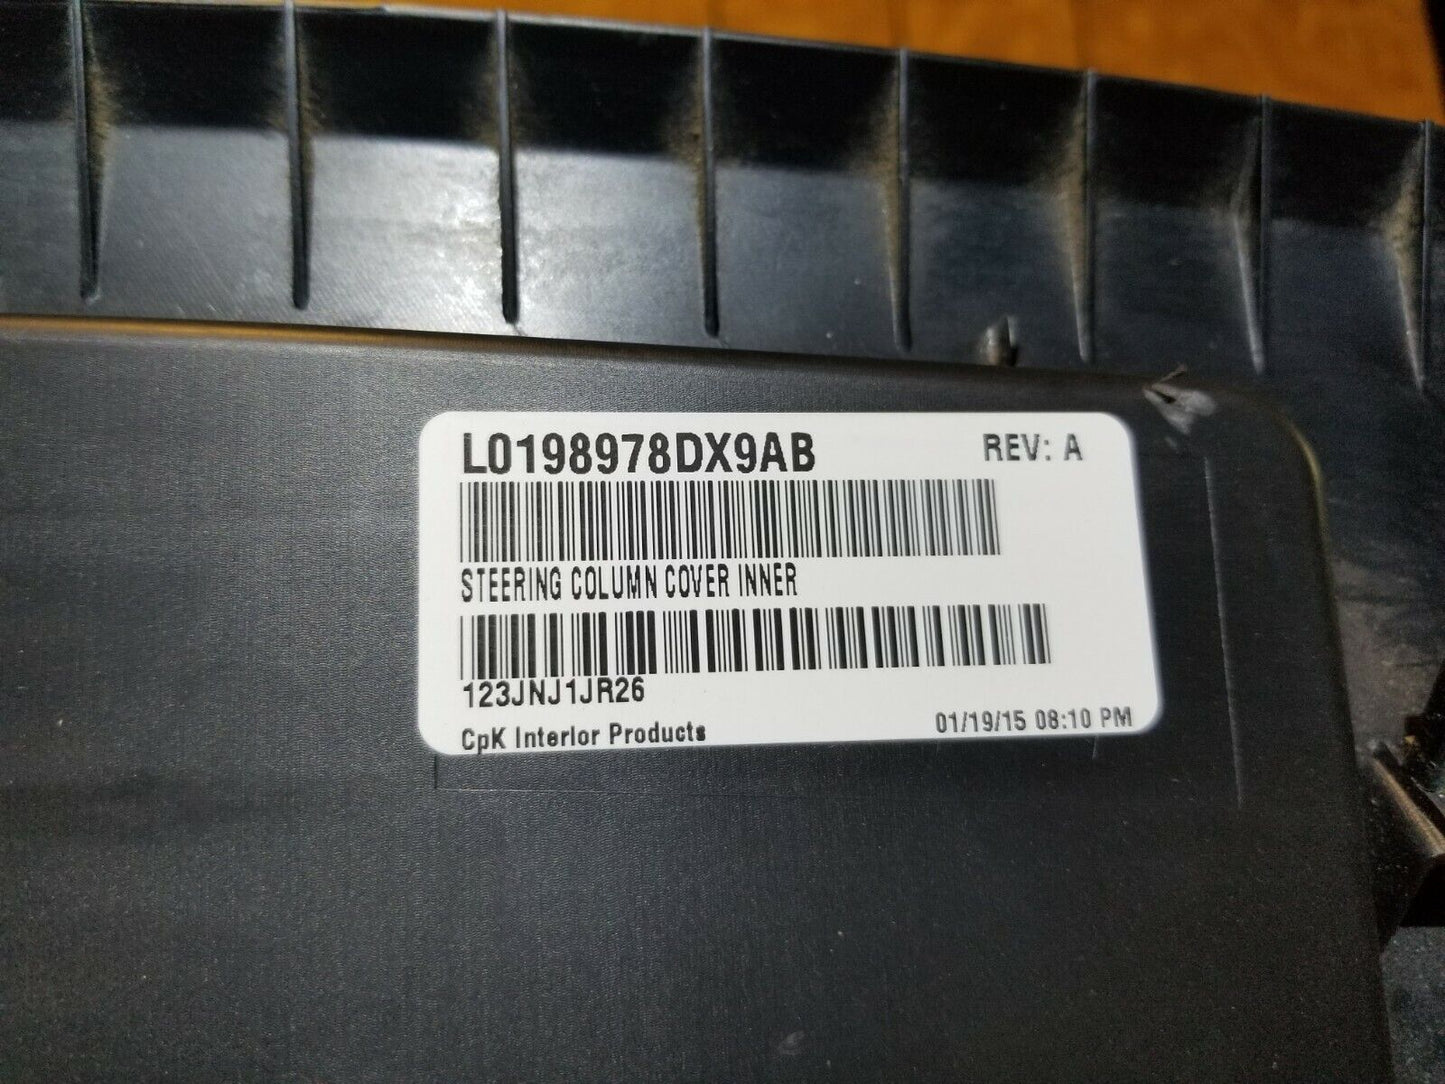 L0198978DX9AB REV: A
STEERING COLUMN COVER INNER
123JNJ1JR26
CpK Interior Products 01/19/15 08:10 PM